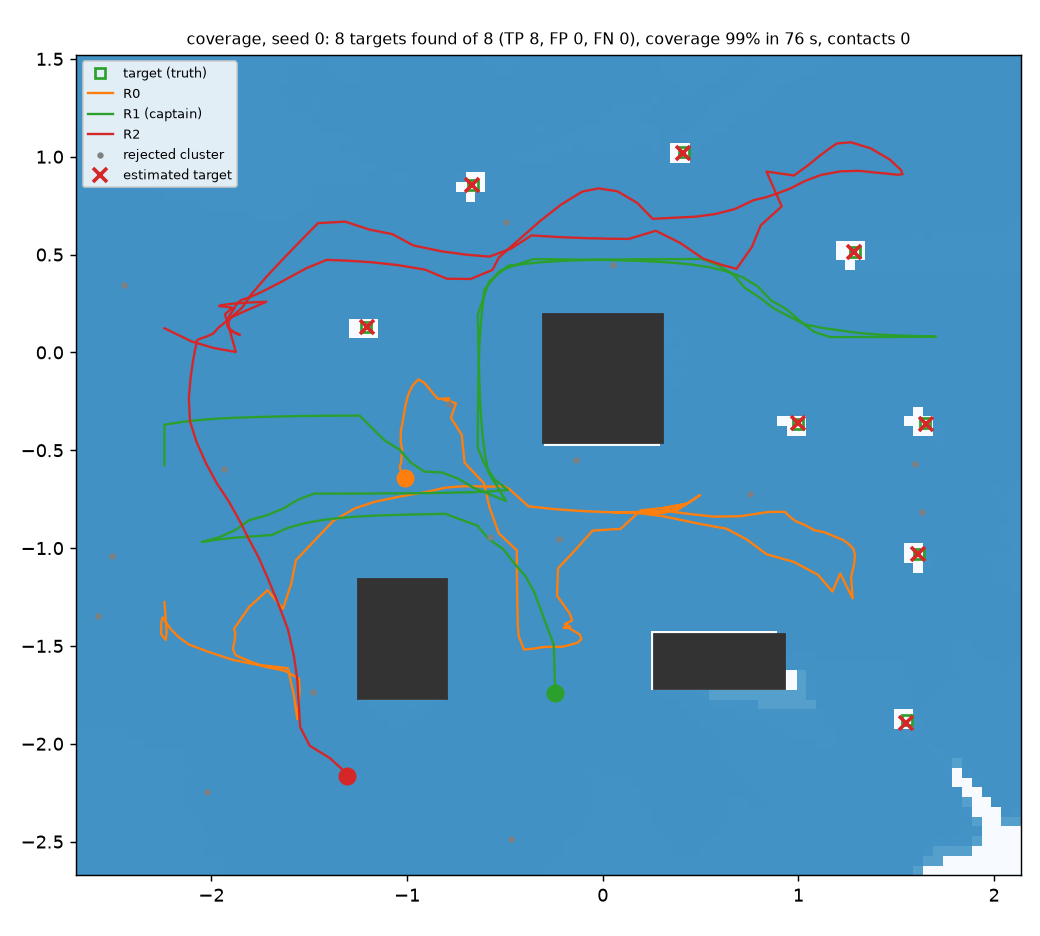 coverage, seed 0: 8 targets found of 8 (TP 8, FP 0, FN 0), coverage 99% in 76 s, contacts 0
target (truth)
R0
R1 (captain)
R2
rejected cluster
estimated target
1.5
1.0
0.5
0.0
−0.5
−1.0
−1.5
−2.0
−2.5
−2
−1
0
1
2